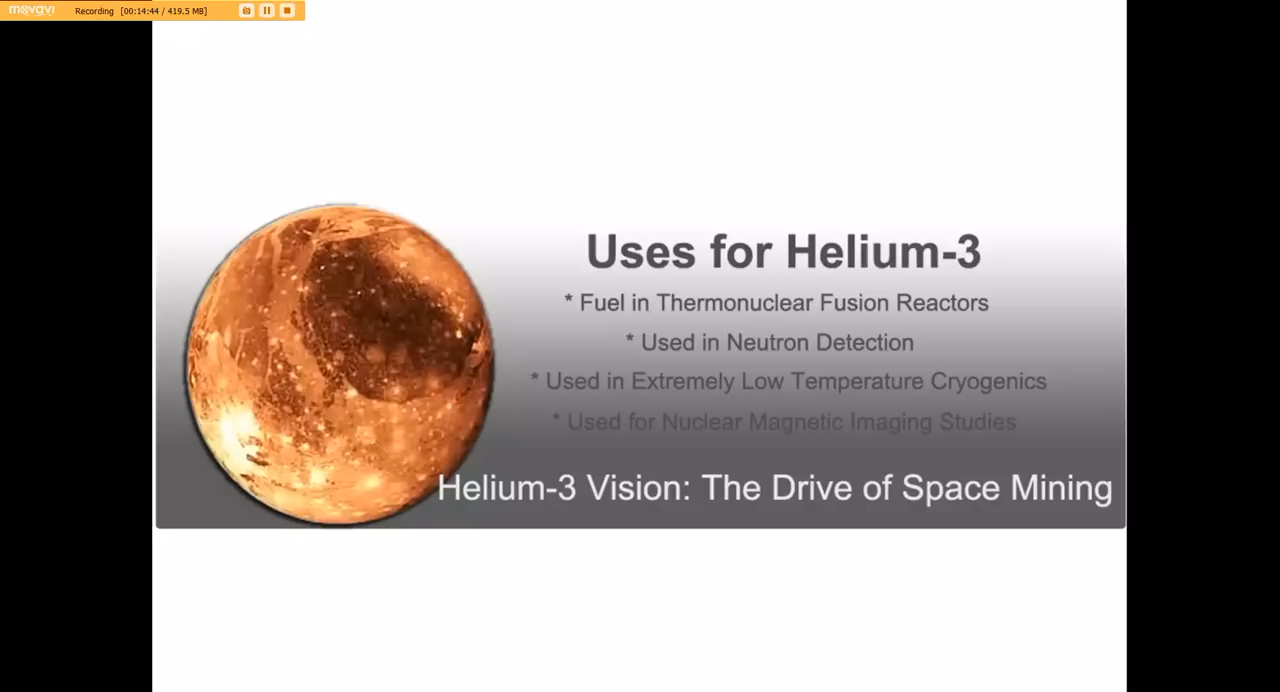 movavi Recording [00:14:44 / 419.5 MB]
Uses for Helium-3
* Fuel in Thermonuclear Fusion Reactors
* Used in Neutron Detection
* Used in Extremely Low Temperature Cryogenics
* Used for Nuclear Magnetic Imaging Studies
Helium-3 Vision: The Drive of Space Mining